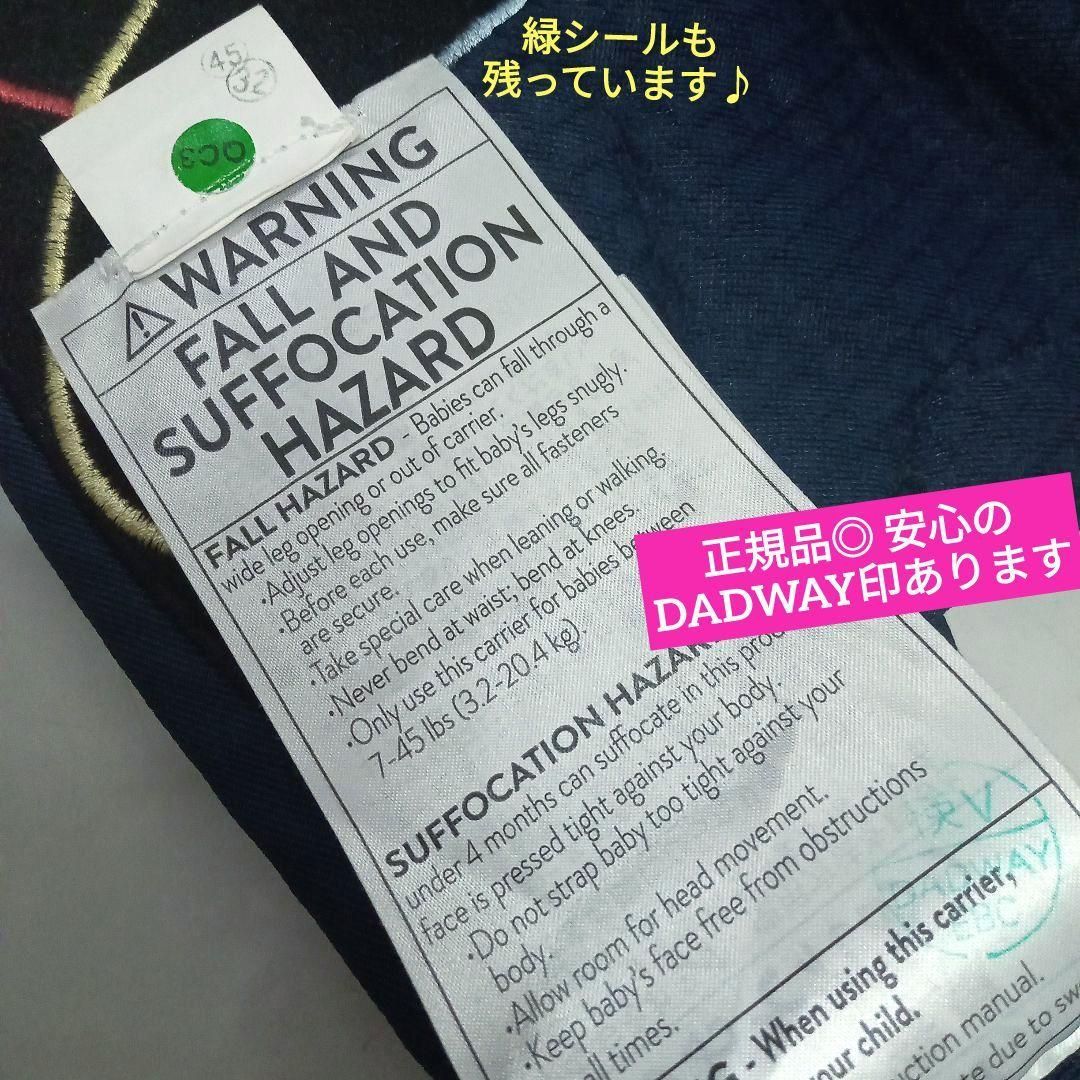 緑シールも
残っています♪
45
32
QC3
WARNING
FALL AND
SUFFOCATION
HAZARD
FALL HAZARD - Babies can fall through a
wide leg opening or out of carrier.
•Adjust leg openings to fit baby's legs snugly.
•Before each use, make sure all fasteners
are secure.
•Take special care when leaning or walking.
•Never bend at waist; bend at knees.
•Only use this carrier for babies between
7-45 lbs (3.2-20.4 kg).
正規品◎ 安心の
DADWAY印あります
SUFFOCATION HAZARD
under 4 months can suffocate in this
face is pressed tight against your body.
•Do not strap baby too tight against your
body.
•Allow room for head movement.
•Keep baby's face free from obstructions
all times.
V
DADWAY
- When using this carrier,
your child.
manual.
due to